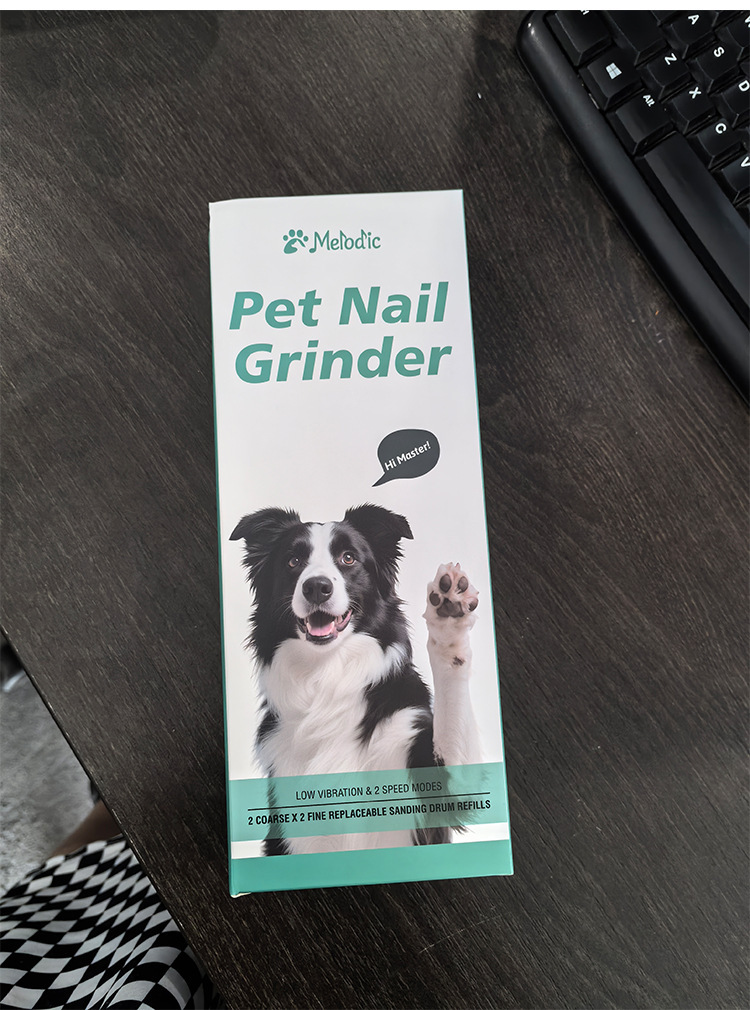 Melodic
Pet Nail
Grinder
Hi Master!
LOW VIBRATION & 2 SPEED MODES
2 COARSE X 2 FINE REPLACEABLE SANDING DRUM REFILLS
A
S
D
Z
X
C
V
Alt